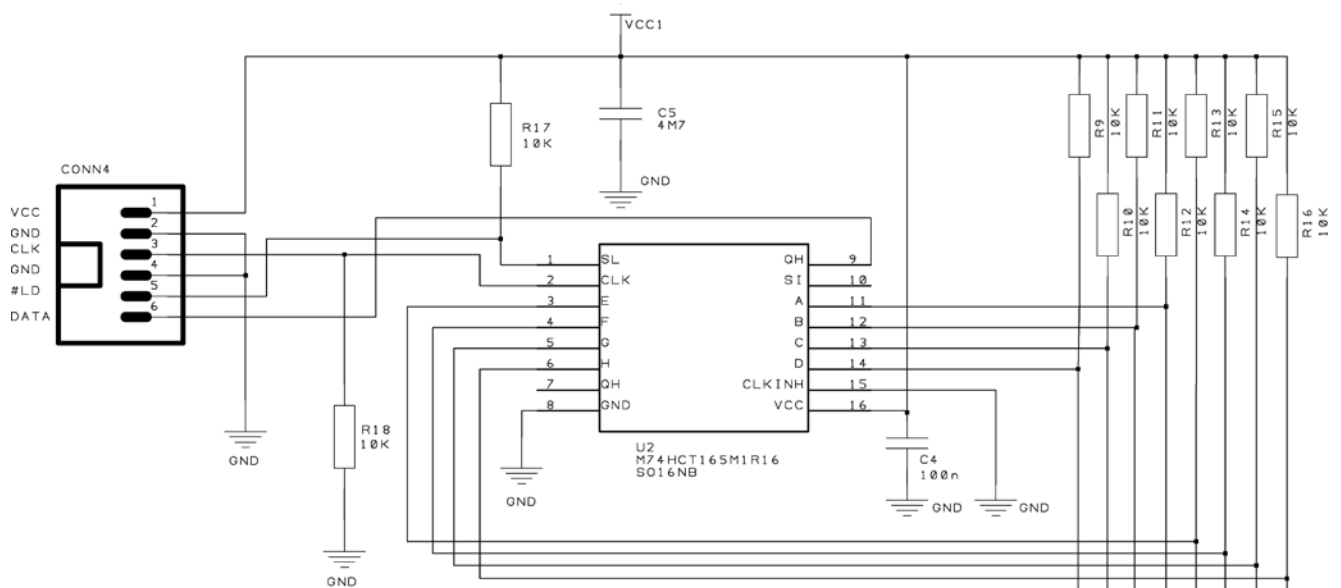 VCC1
C5
4M7
GND
R17
10K
R9
10K
R11
10K
R13
10K
R15
10K
R10
10K
R12
10K
R14
10K
R16
10K
CONN4
VCC
GND
CLK
GND
#LD
DATA
1
2
3
4
5
6
1 SL
2 CLK
3 E
4 F
5 G
6 H
7 QH
8 GND
QH 9
SI 10
A 11
B 12
C 13
D 14
CLKINH 15
VCC 16
U2
M74HCT165M1R16
SO16NB
C4
100n
GND
GND
GND
GND
R18
10K
GND